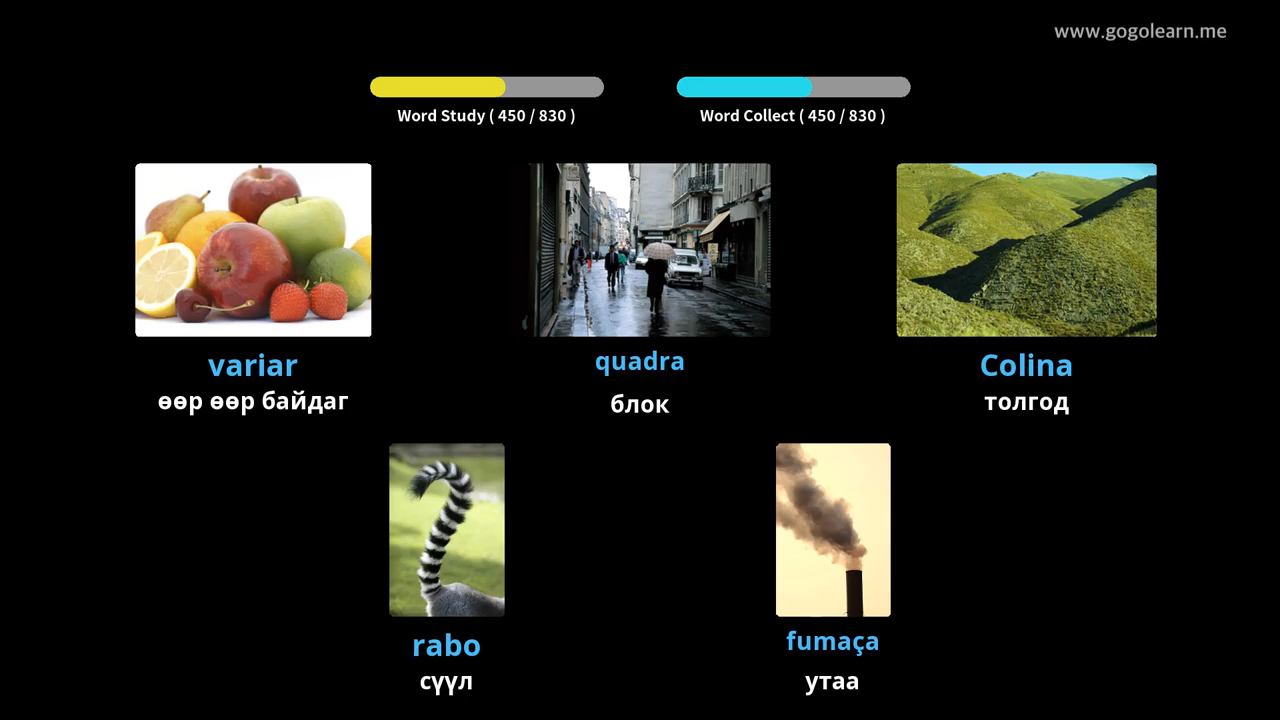 www.gogolearn.me
Word Study ( 450 / 830 )
Word Collect ( 450 / 830 )
variar
өөр өөр байдаг
quadra
блок
Colina
толгод
rabo
сүүл
fumaça
утаа